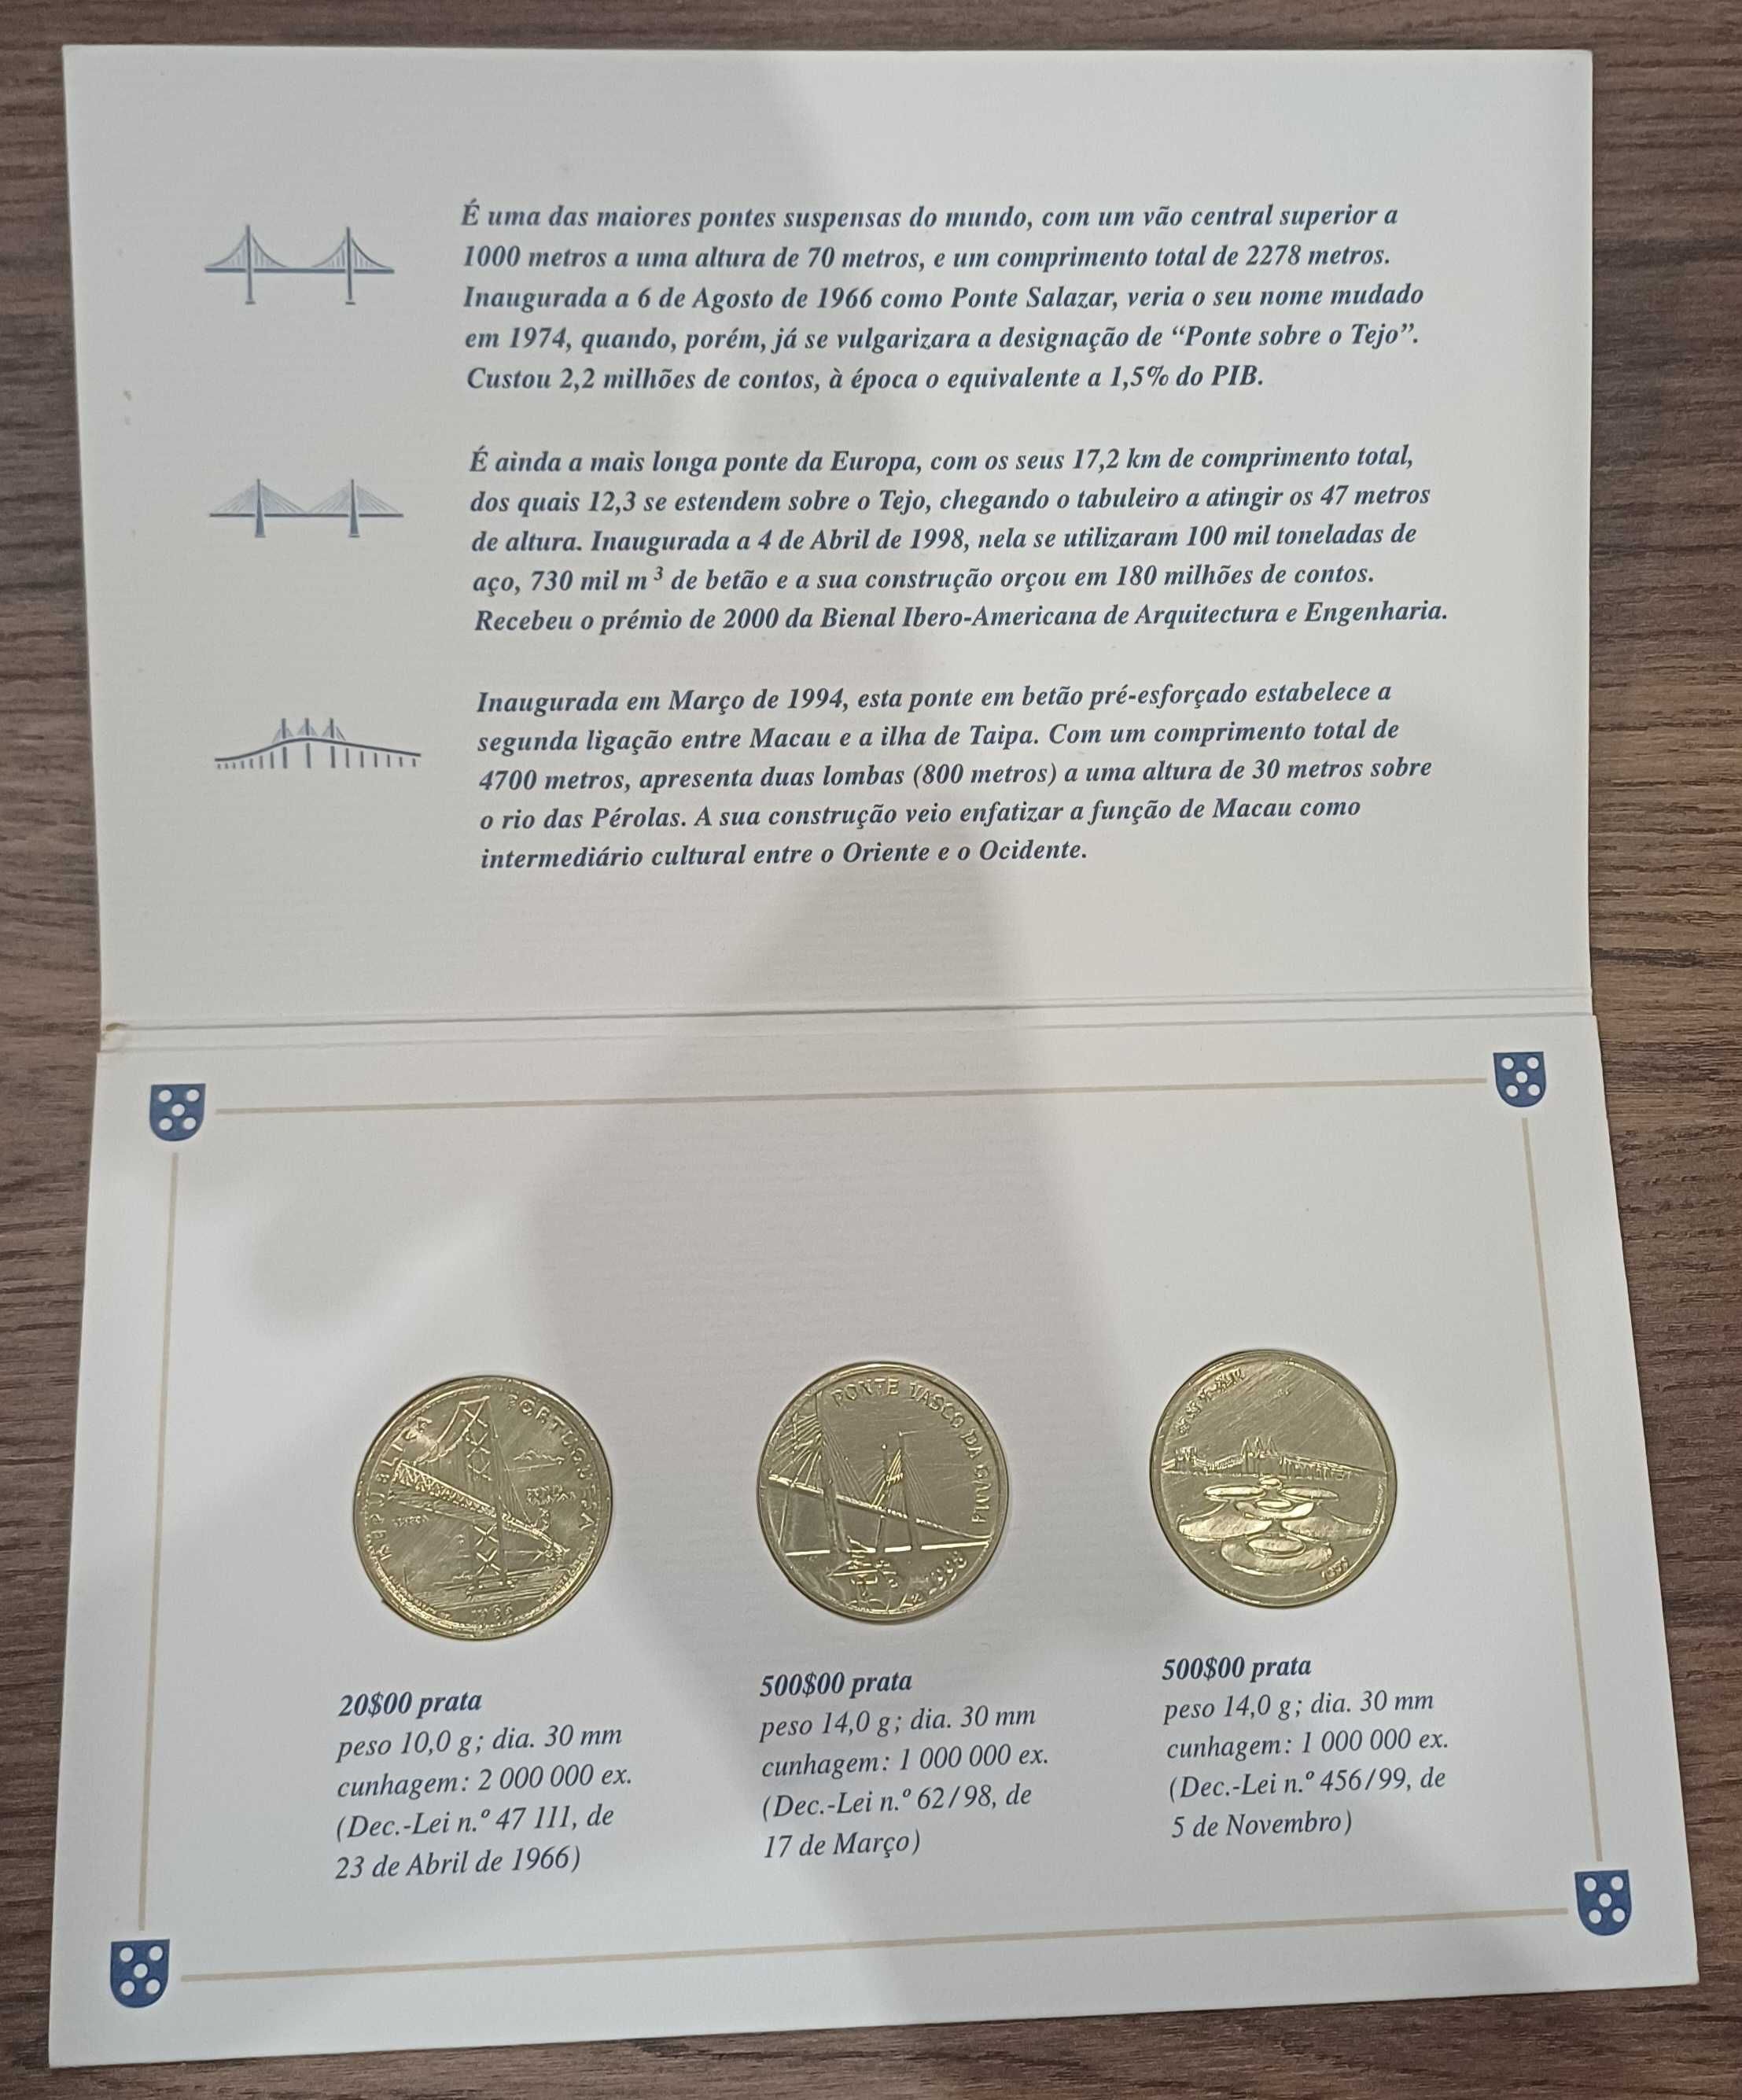 É uma das maiores pontes suspensas do mundo, com um vão central superior a
1000 metros a uma altura de 70 metros, e um comprimento total de 2278 metros.
Inaugurada a 6 de Agosto de 1966 como Ponte Salazar, veria o seu nome mudado
em 1974, quando, porém, já se vulgarizara a designação de “Ponte sobre o Tejo”.
Custou 2,2 milhões de contos, à época o equivalente a 1,5% do PIB.
É ainda a mais longa ponte da Europa, com os seus 17,2 km de comprimento total,
dos quais 12,3 se estendem sobre o Tejo, chegando o tabuleiro a atingir os 47 metros
de altura. Inaugurada a 4 de Abril de 1998, nela se utilizaram 100 mil toneladas de
aço, 730 mil m³ de betão e a sua construção orçou em 180 milhões de contos.
Recebeu o prémio de 2000 da Bienal Ibero-Americana de Arquitectura e Engenharia.
Inaugurada em Março de 1994, esta ponte em betão pré-esforçado estabelece a
segunda ligação entre Macau e a ilha de Taipa. Com um comprimento total de
4700 metros, apresenta duas lombas (800 metros) a uma altura de 30 metros sobre
o rio das Pérolas. A sua construção veio enfatizar a função de Macau como
intermediário cultural entre o Oriente e o Ocidente.
REPUBLICA PORTUGUESA
PONTE VASCO DA GAMA
1998
1999
20$00 prata
peso 10,0 g; dia. 30 mm
cunhagem: 2 000 000 ex.
(Dec.-Lei n.º 47 111, de
23 de Abril de 1966)
500$00 prata
peso 14,0 g; dia. 30 mm
cunhagem: 1 000 000 ex.
(Dec.-Lei n.º 62/98, de
17 de Março)
500$00 prata
peso 14,0 g; dia. 30 mm
cunhagem: 1 000 000 ex.
(Dec.-Lei n.º 456/99, de
5 de Novembro)